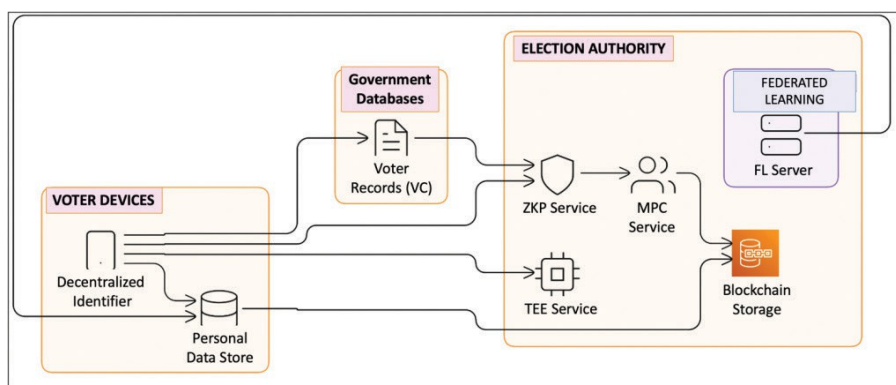 ELECTION AUTHORITY
Government
Databases
FEDERATED
LEARNING
FL Server
Voter
Records (VC)
ZKP Service
MPC
Service
VOTER DEVICES
Decentralized
Identifier
TEE Service
Blockchain
Storage
Personal
Data Store